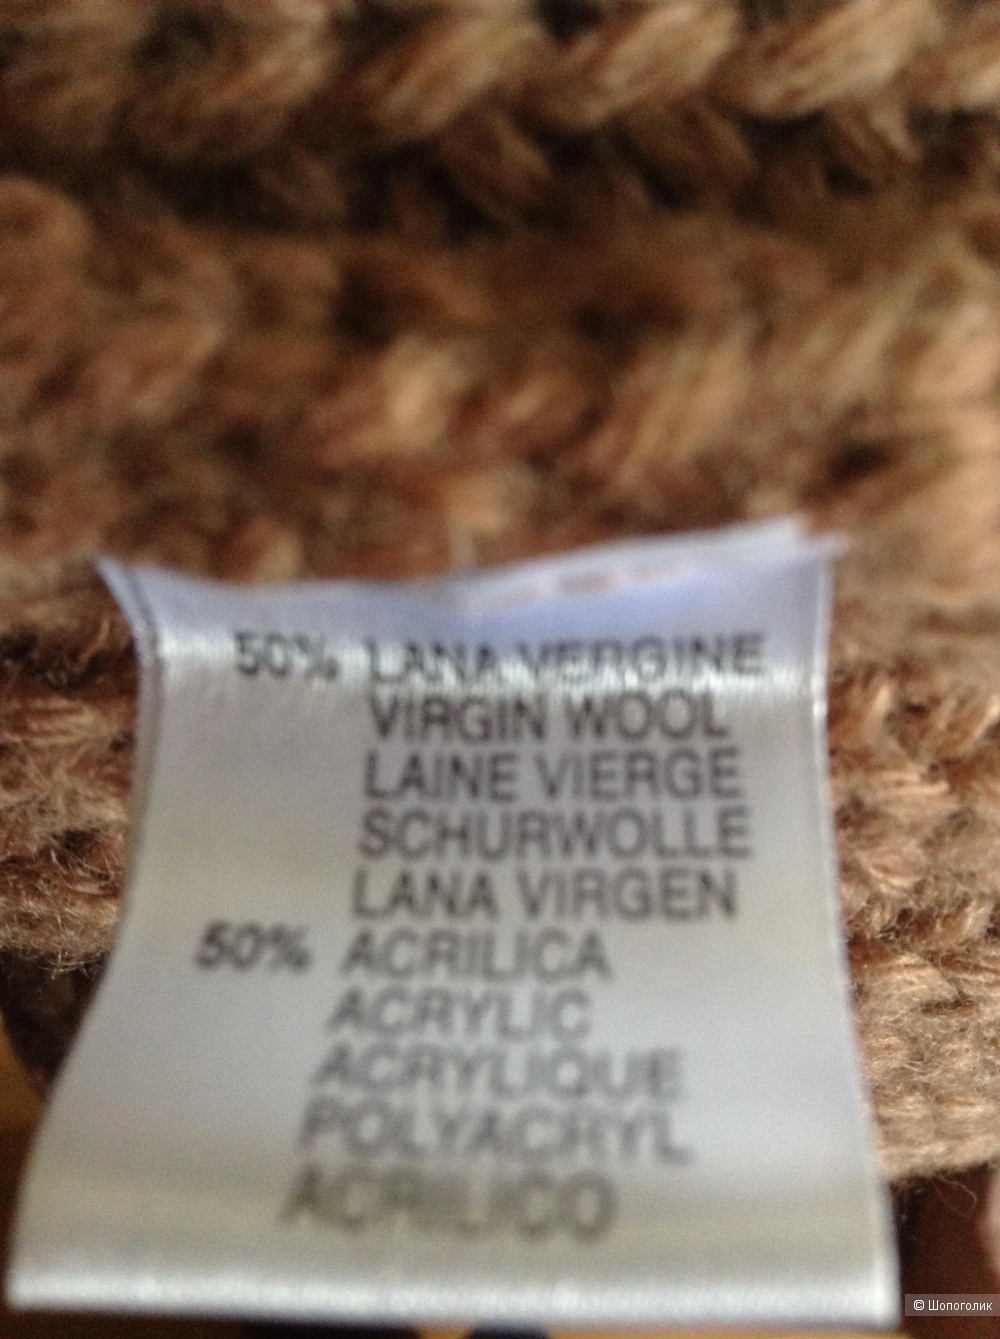 50% LANA VERGINE
VIRGIN WOOL
LAINE VIERGE
SCHURWOLLE
LANA VIRGEN
50% ACRILICA
ACRYLIC
ACRYLIQUE
POLYACRYL
ACRILICO
© Шопоголик